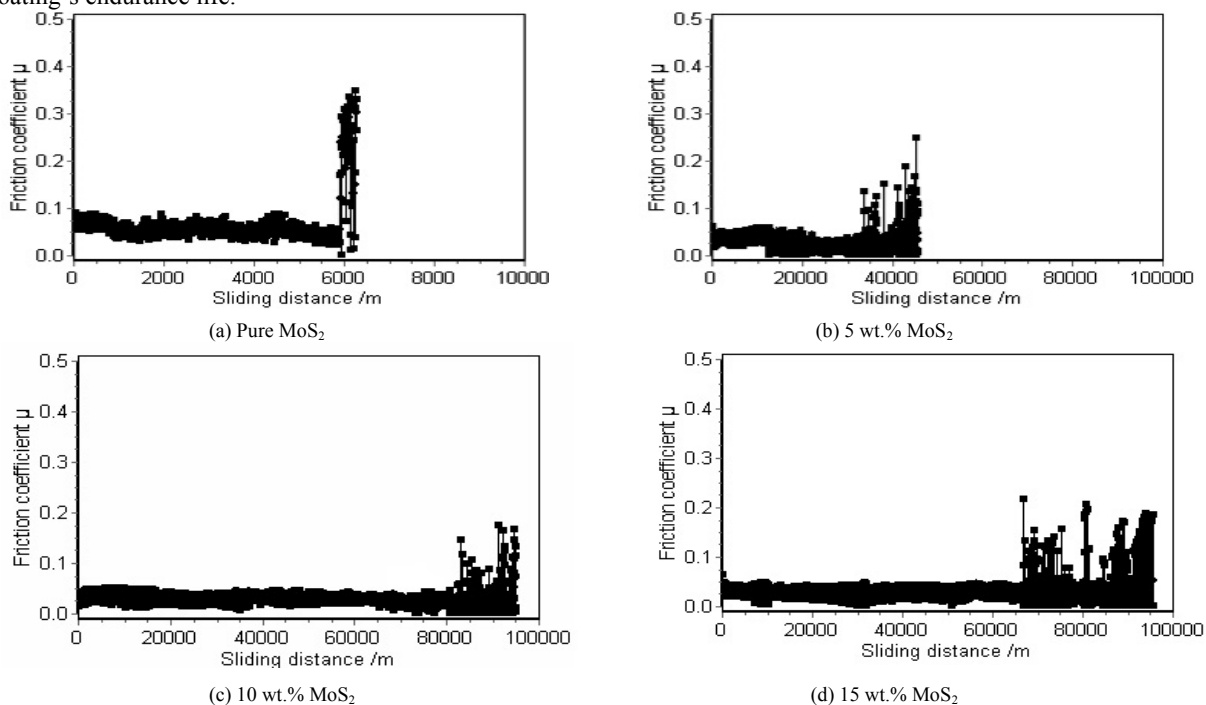 oating's endurance life.
0.5
0.4
0.3
0.2
0.1
0.0
Friction coefficient μ
0 2000 4000 6000 8000 10000
Sliding distance /m
(a) Pure MoS₂
0.5
0.4
0.3
0.2
0.1
0.0
Friction coefficient μ
0 20000 40000 60000 80000 100000
Sliding distance /m
(b) 5 wt.% MoS₂
0.5
0.4
0.3
0.2
0.1
0.0
Friction coefficient μ
0 20000 40000 60000 80000 100000
Sliding distance /m
(c) 10 wt.% MoS₂
0.5
0.4
0.3
0.2
0.1
0.0
Friction coefficient μ
0 20000 40000 60000 80000 100000
Sliding distance /m
(d) 15 wt.% MoS₂